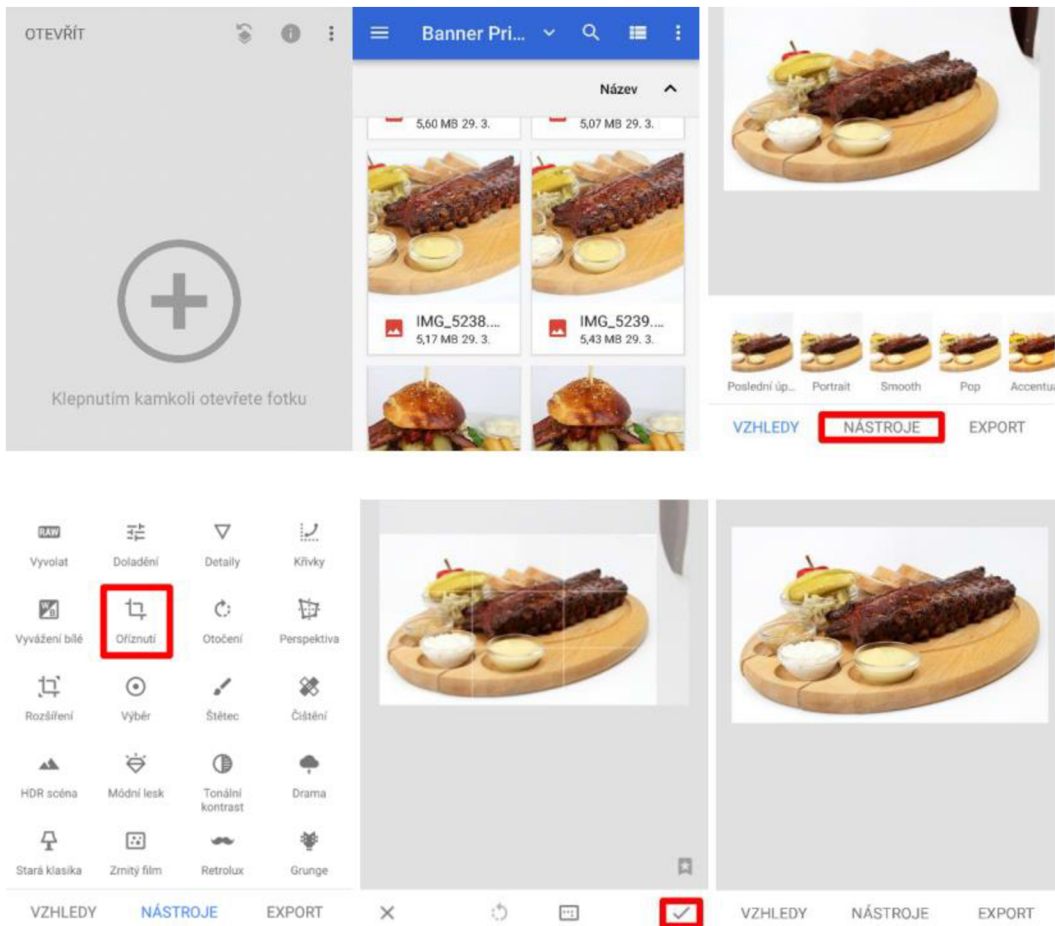 OTEVŘÍT
Klepnutím kamkoli otevřete fotku
Banner Pri...
Název
5,60 MB 29. 3.
5,07 MB 29. 3.
IMG_5238....
5,17 MB 29. 3.
IMG_5239....
5,43 MB 29. 3.
Poslední úp... Portrait Smooth Pop Accentua
VZHLEDY NÁSTROJE EXPORT
RAW
Vyvolat Doladění Detaily Křivky
Vyvážení bílé Oříznutí Otočení Perspektiva
Rozšíření Výběr Štětec Čištění
HDR scéna Módní lesk Tonální kontrast Drama
Stará klasika Zrnitý film Retrolux Grunge
VZHLEDY NÁSTROJE EXPORT
VZHLEDY NÁSTROJE EXPORT